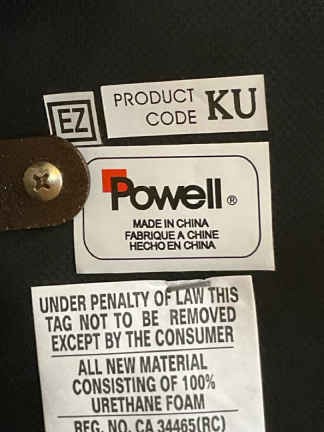 EZ
PRODUCT
CODE KU
Powell ®
MADE IN CHINA
FABRIQUE A CHINE
HECHO EN CHINA
UNDER PENALTY OF LAW THIS
TAG NOT TO BE REMOVED
EXCEPT BY THE CONSUMER
ALL NEW MATERIAL
CONSISTING OF 100%
URETHANE FOAM
REG. NO. CA 34465(RC)